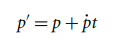 p′ = p + ṗt